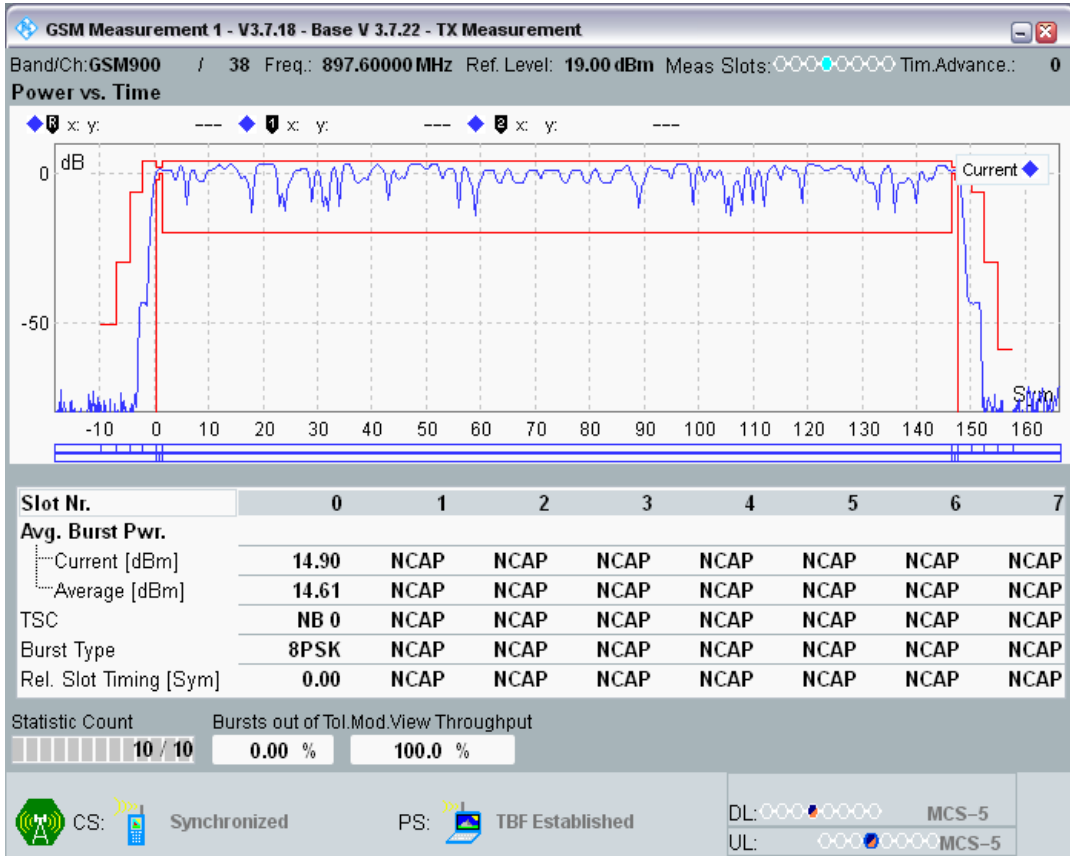 GSM Measurement 1 - V3.7.18 - Base V 3.7.22 - TX Measurement
Band/Ch:GSM900 / 38 Freq.: 897.60000 MHz Ref. Level: 19.00 dBm Meas Slots: Tim.Advance.: 0
Power vs. Time
R x: y: --- 1 x: y: --- 2 x: y: ---
dB
Current
0
-50
Sym
-10 0 10 20 30 40 50 60 70 80 90 100 110 120 130 140 150 160
Slot Nr. 0 1 2 3 4 5 6 7
Avg. Burst Pwr.
Current [dBm] 14.90 NCAP NCAP NCAP NCAP NCAP NCAP NCAP
Average [dBm] 14.61 NCAP NCAP NCAP NCAP NCAP NCAP NCAP
TSC NB 0 NCAP NCAP NCAP NCAP NCAP NCAP NCAP
Burst Type 8PSK NCAP NCAP NCAP NCAP NCAP NCAP NCAP
Rel. Slot Timing [Sym] 0.00 NCAP NCAP NCAP NCAP NCAP NCAP NCAP
Statistic Count Bursts out of Tol.Mod.View Throughput
10 / 10 0.00 % 100.0 %
CS: Synchronized PS: TBF Established
DL: MCS-5
UL: MCS-5